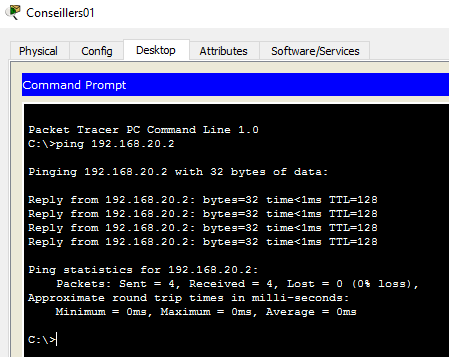 Conseillers01
Physical Config Desktop Attributes Software/Services
Command Prompt
Packet Tracer PC Command Line 1.0
C:\>ping 192.168.20.2
Pinging 192.168.20.2 with 32 bytes of data:
Reply from 192.168.20.2: bytes=32 time<1ms TTL=128
Reply from 192.168.20.2: bytes=32 time<1ms TTL=128
Reply from 192.168.20.2: bytes=32 time<1ms TTL=128
Reply from 192.168.20.2: bytes=32 time<1ms TTL=128
Ping statistics for 192.168.20.2:
    Packets: Sent = 4, Received = 4, Lost = 0 (0% loss),
Approximate round trip times in milli-seconds:
    Minimum = 0ms, Maximum = 0ms, Average = 0ms
C:\>